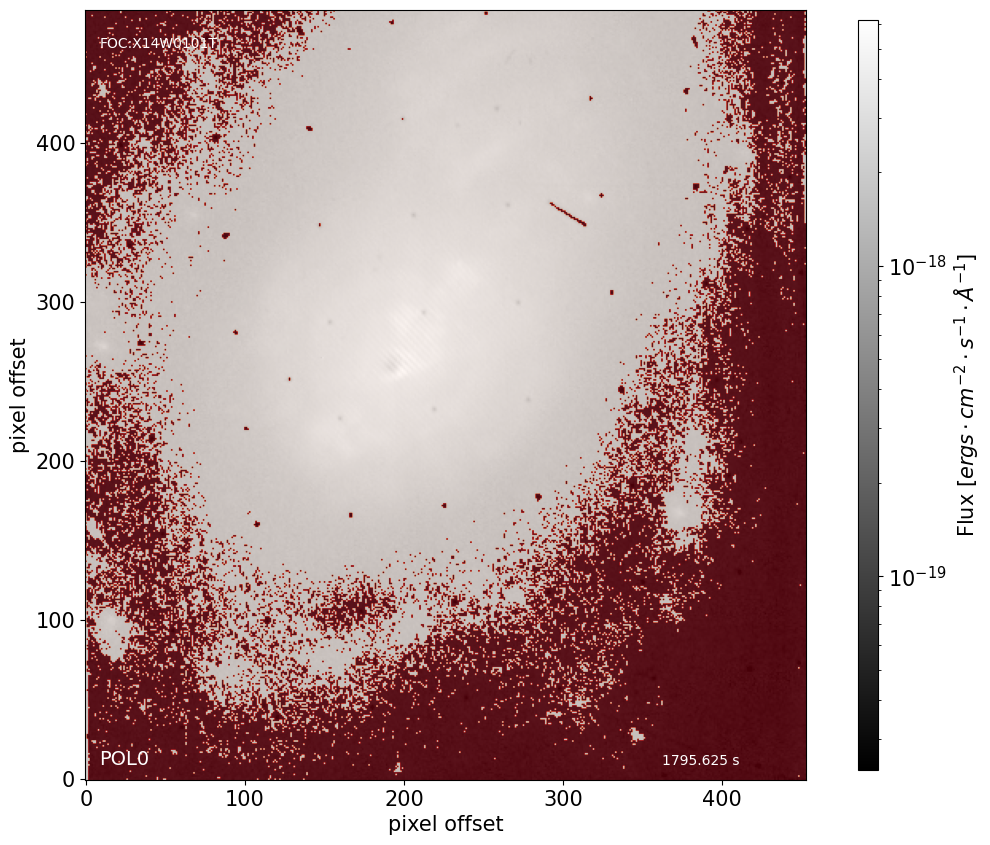 FOC:X14W0101T
POL0
1795.625 s
400
300
200
100
0
0 100 200 300 400
pixel offset
pixel offset
10⁻¹⁸
10⁻¹⁹
Flux [ergs · cm⁻² · s⁻¹ · Å⁻¹]